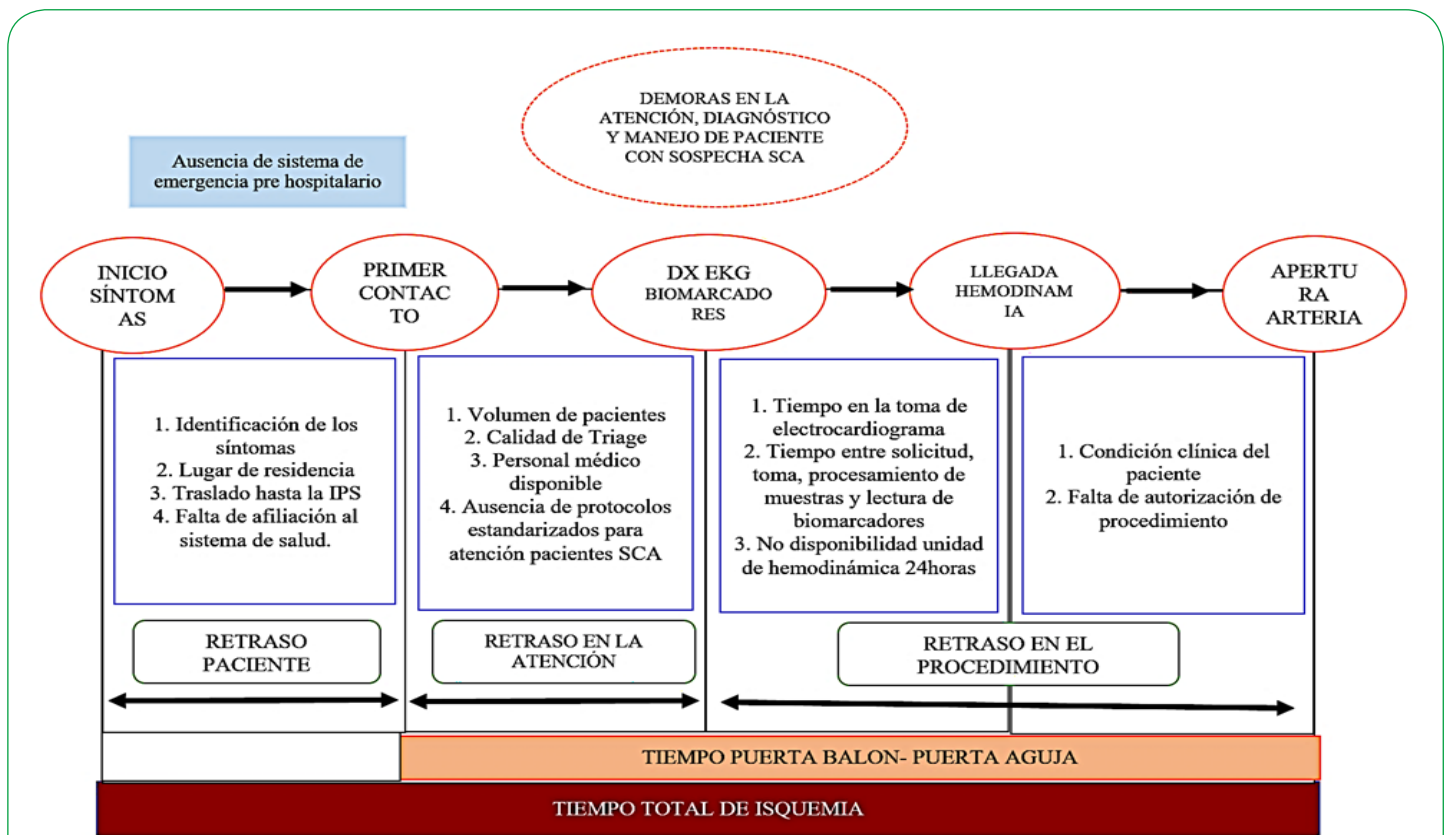 DEMORAS EN LA
ATENCIÓN, DIAGNÓSTICO
Y MANEJO DE PACIENTE
CON SOSPECHA SCA
Ausencia de sistema de
emergencia pre hospitalario
INICIO
SÍNTOM
AS
PRIMER
CONTAC
TO
DX EKG
BIOMARCADO
RES
LLEGADA
HEMODINAM
IA
APERTU
RA
ARTERIA
1. Identificación de los
síntomas
2. Lugar de residencia
3. Traslado hasta la IPS
4. Falta de afiliación al
sistema de salud.
1. Volumen de pacientes
2. Calidad de Triage
3. Personal médico
disponible
4. Ausencia de protocolos
estandarizados para
atención pacientes SCA
1. Tiempo en la toma de
electrocardiograma
2. Tiempo entre solicitud,
toma, procesamiento de
muestras y lectura de
biomarcadores
3. No disponibilidad unidad
de hemodinámica 24horas
1. Condición clínica del
paciente
2. Falta de autorización de
procedimiento
RETRASO
PACIENTE
RETRASO EN LA
ATENCIÓN
RETRASO EN EL
PROCEDIMIENTO
TIEMPO PUERTA BALON- PUERTA AGUJA
TIEMPO TOTAL DE ISQUEMIA